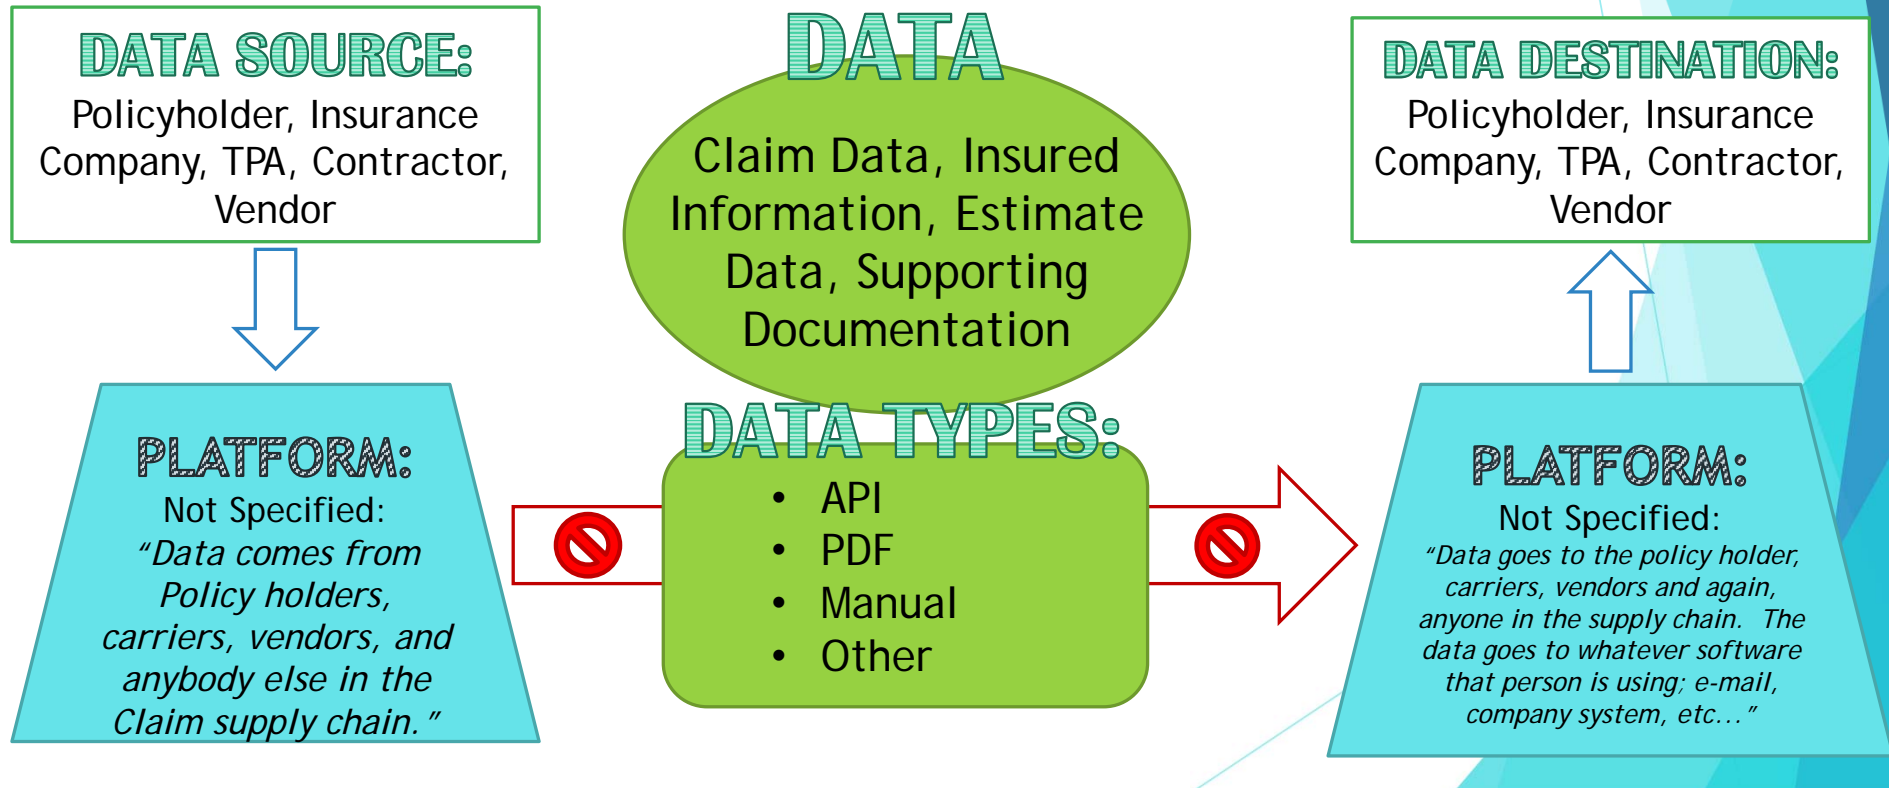 DATA SOURCE:
Policyholder, Insurance
Company, TPA, Contractor,
Vendor
PLATFORM:
Not Specified:
“Data comes from
Policy holders,
carriers, vendors, and
anybody else in the
Claim supply chain.”
DATA
Claim Data, Insured
Information, Estimate
Data, Supporting
Documentation
DATA TYPES:
• API
• PDF
• Manual
• Other
DATA DESTINATION:
Policyholder, Insurance
Company, TPA, Contractor,
Vendor
PLATFORM:
Not Specified:
“Data goes to the policy holder,
carriers, vendors and again,
anyone in the supply chain. The
data goes to whatever software
that person is using; e-mail,
company system, etc...”